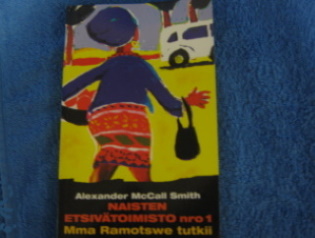 Alexander McCall Smith
NAISTEN
ETSIVÄTOIMISTO nro 1
Mma Ramotswe tutkii